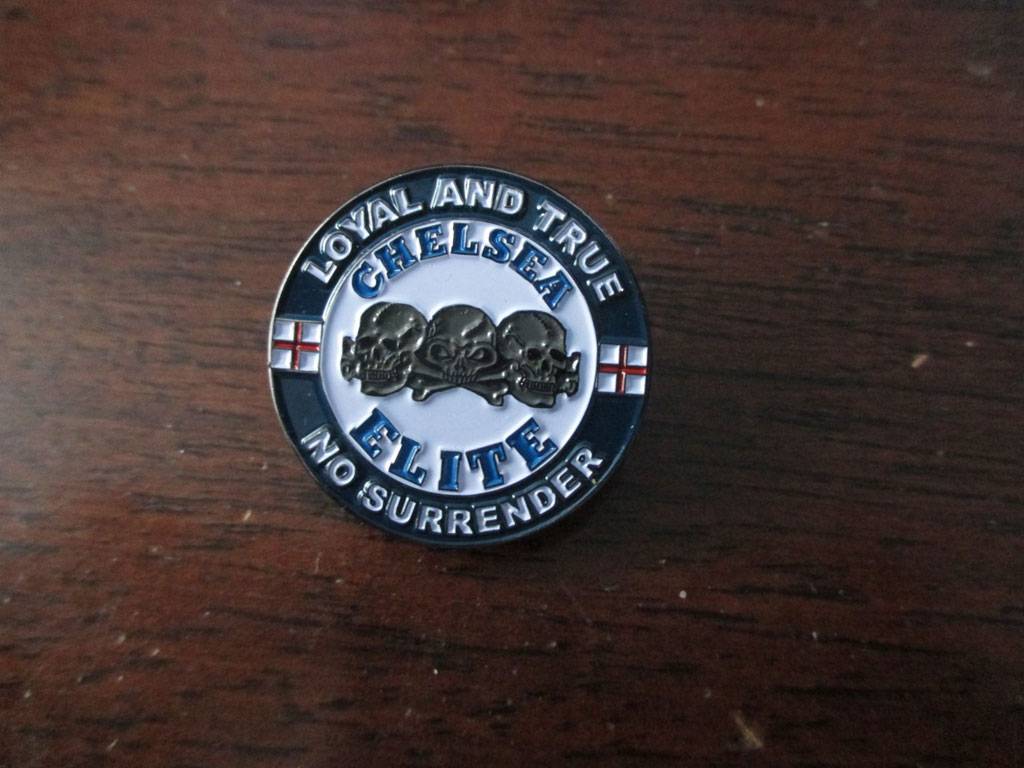 LOYAL AND TRUE
CHELSEA
ELITE
NO SURRENDER